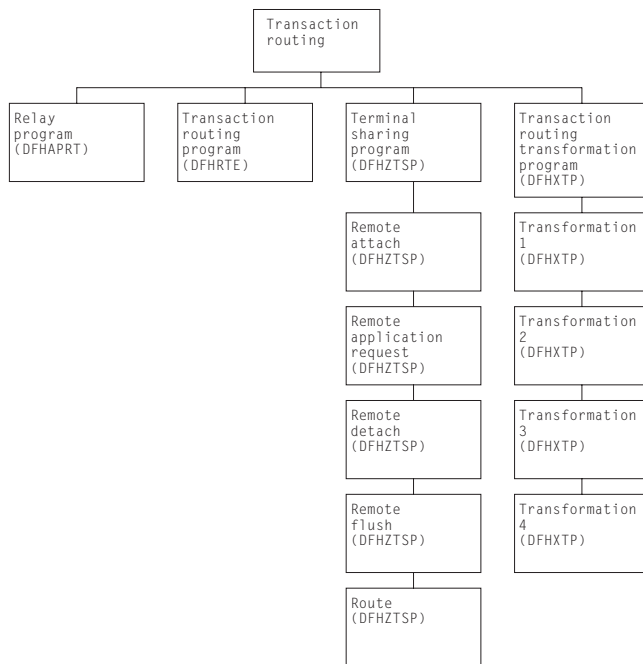 Transaction
routing
Relay
program
(DFHAPRT)
Transaction
routing
program
(DFHRTE)
Terminal
sharing
program
(DFHZTSP)
Transaction
routing
transformation
program
(DFHXTP)
Remote
attach
(DFHZTSP)
Transformation
1
(DFHXTP)
Remote
application
request
(DFHZTSP)
Transformation
2
(DFHXTP)
Remote
detach
(DFHZTSP)
Transformation
3
(DFHXTP)
Remote
flush
(DFHZTSP)
Transformation
4
(DFHXTP)
Route
(DFHZTSP)